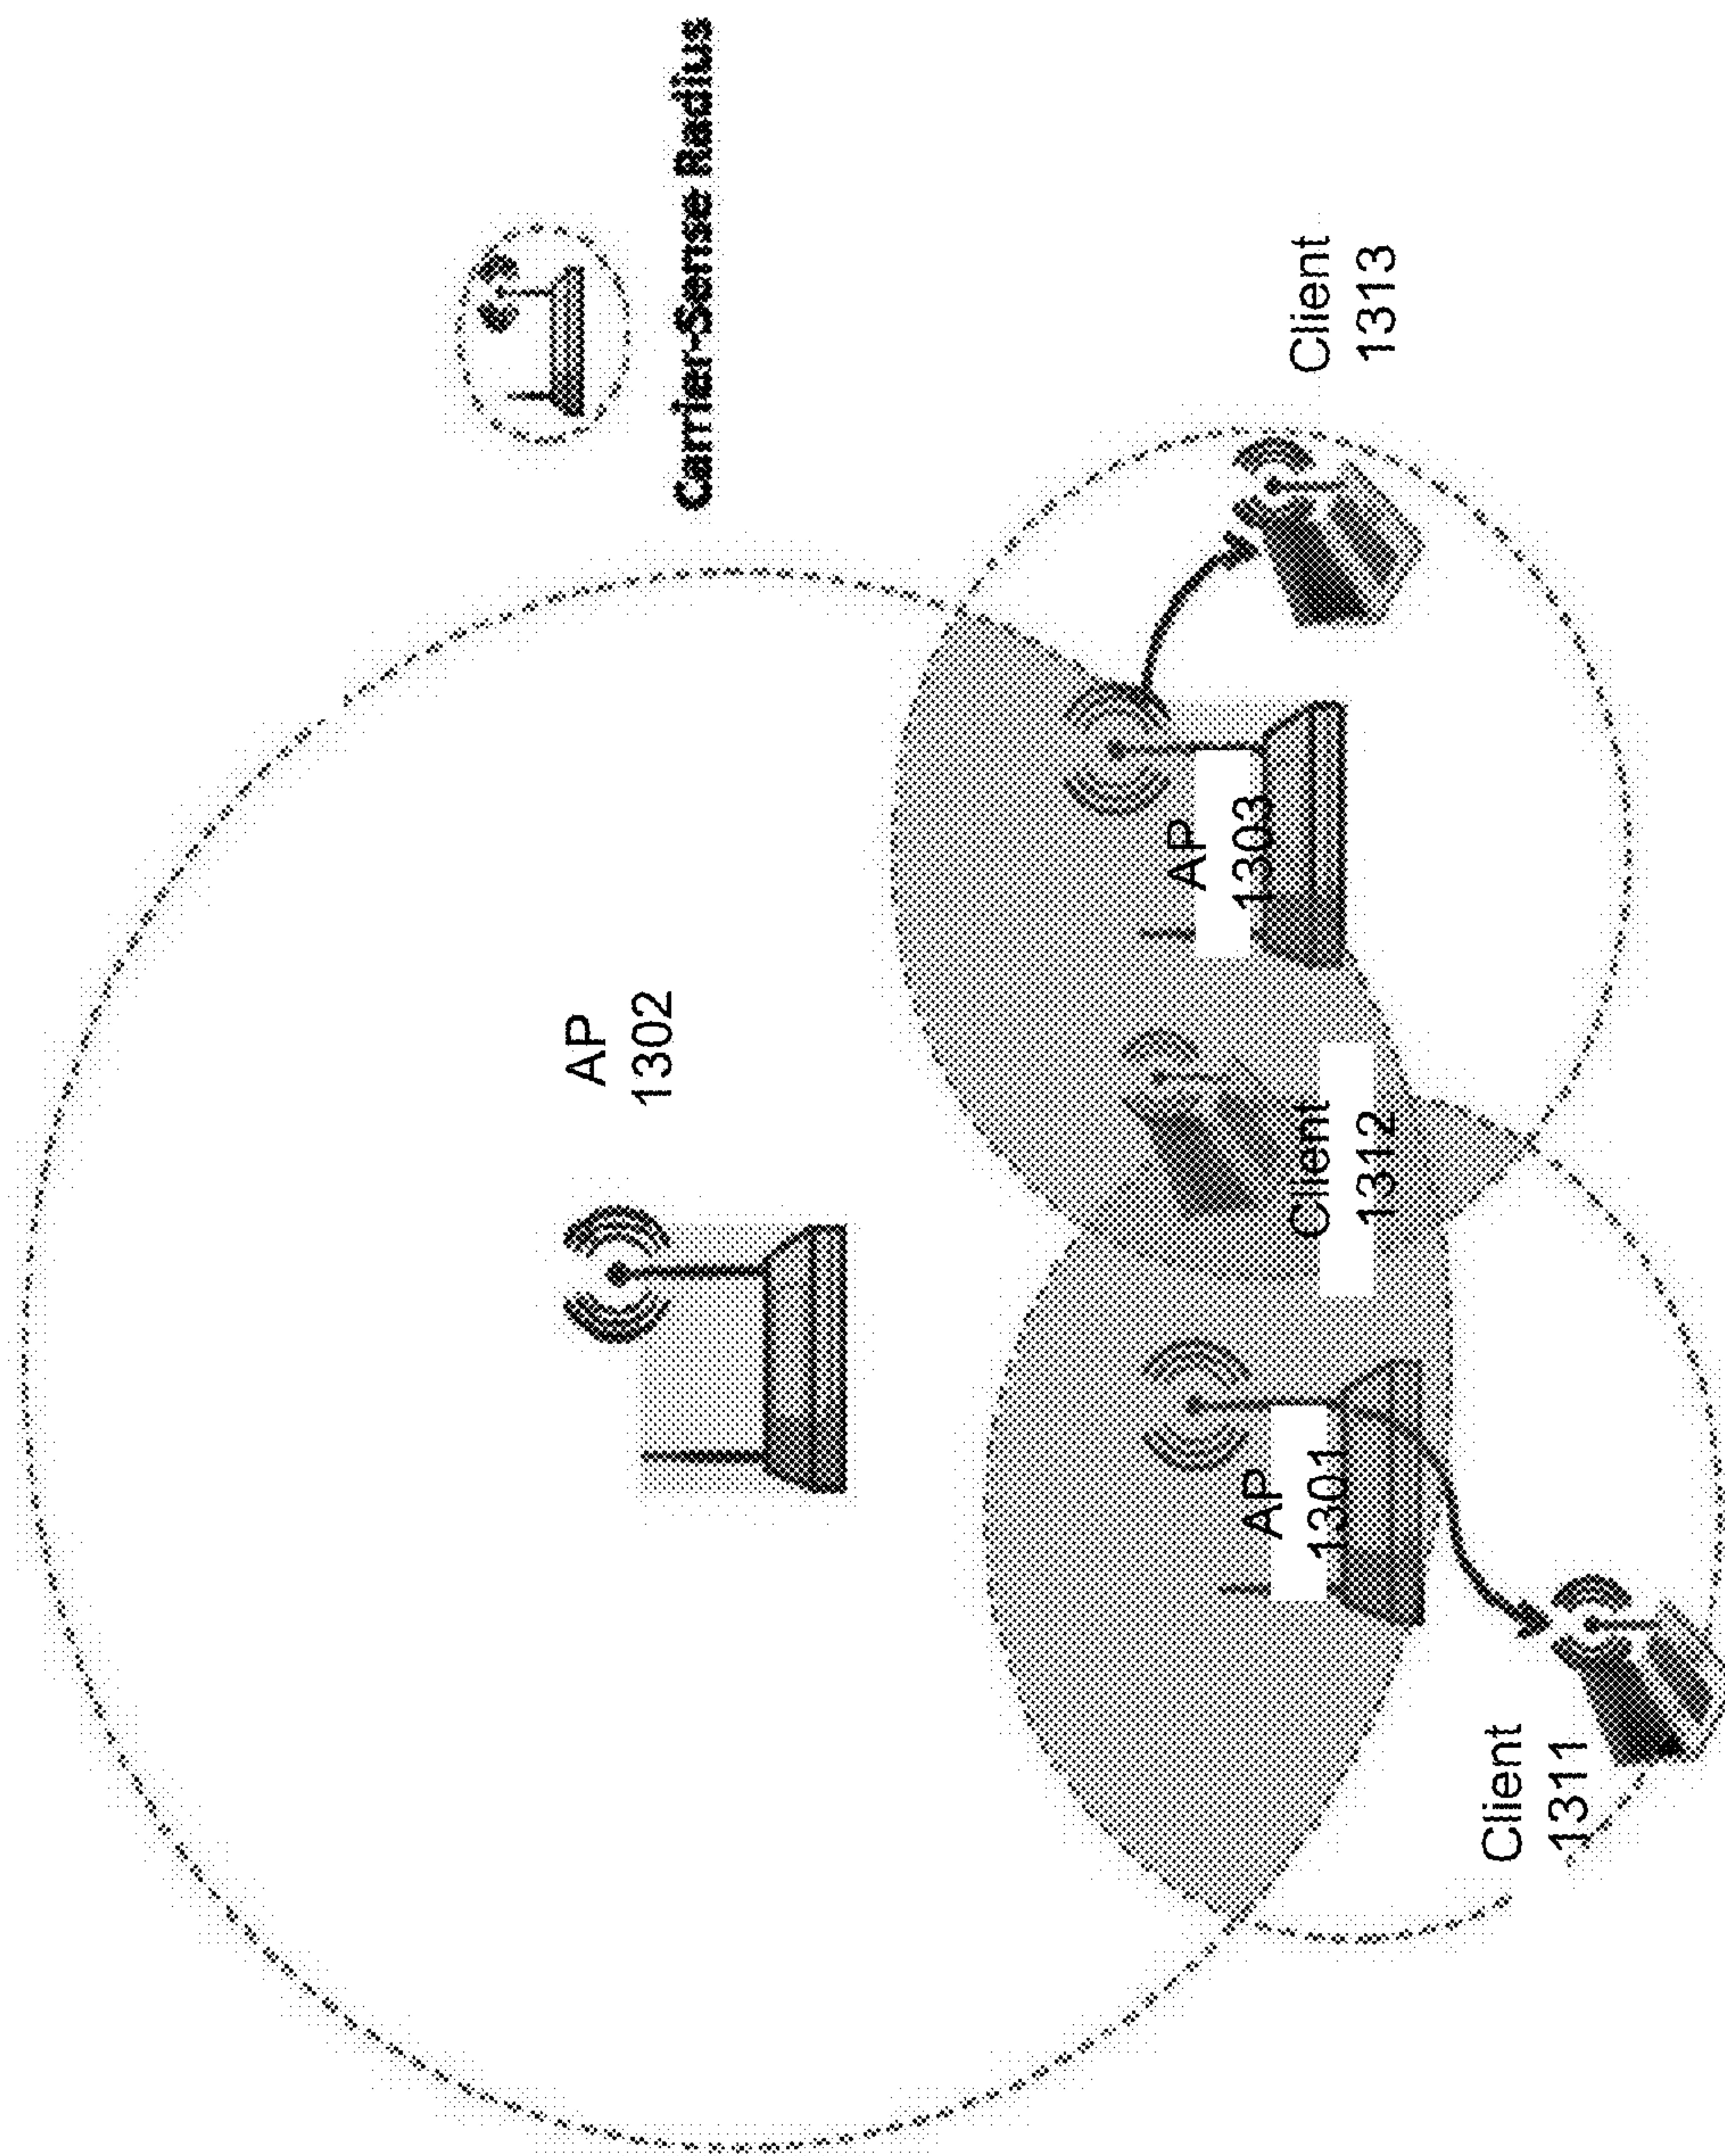 Carrier-Sense Radius
AP
1302
AP
1303
Client
1313
Client
1312
AP
1301
Client
1311